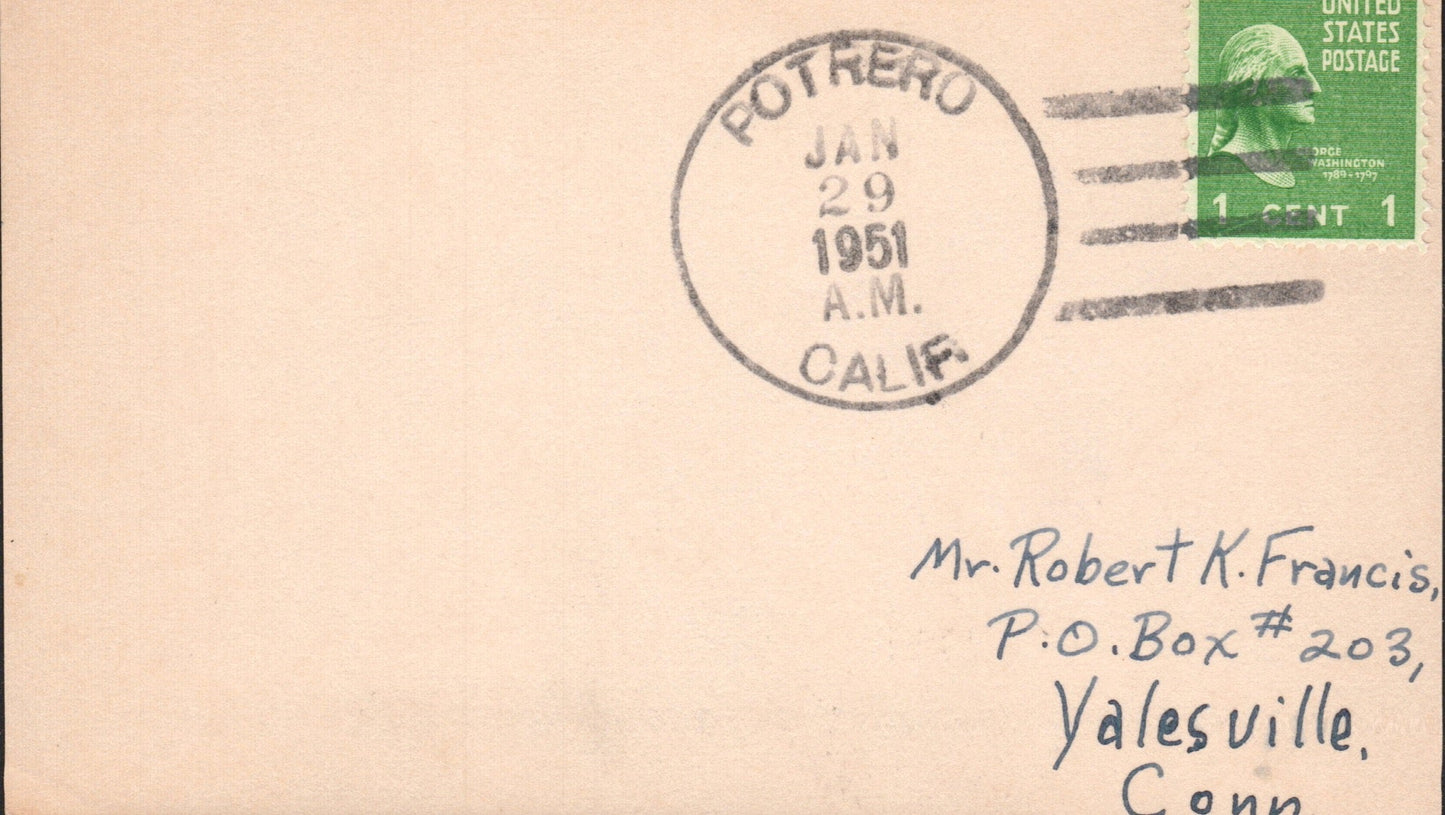 UNITED
STATES
POSTAGE
POTRERO
JAN
29
1951
A.M.
CALIF.
WASHINGTON
1789-1797
1 CENT 1
Mr. Robert K. Francis,
P.O. Box #203,
Yalesville,
Conn